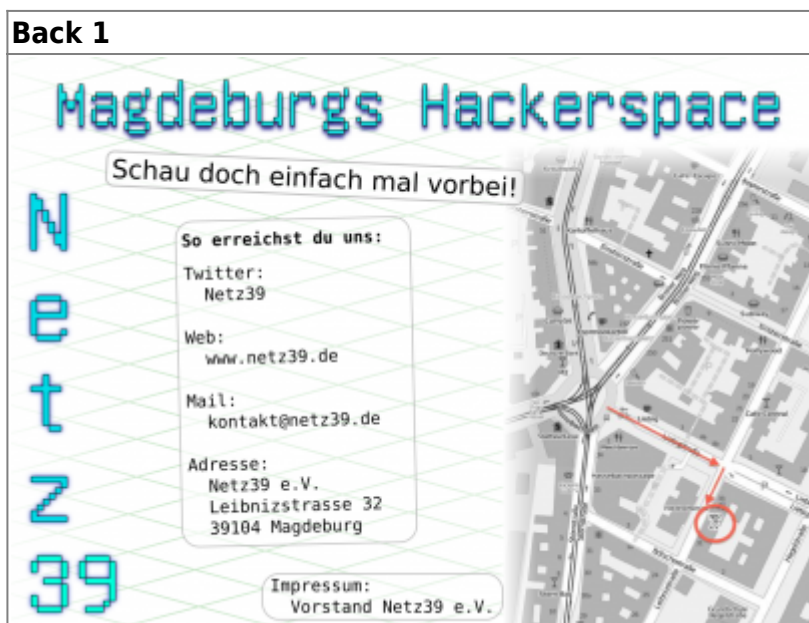 Back 1
Magdeburgs Hackerspace
Schau doch einfach mal vorbei!
N
e
t
z
39
So erreichst du uns:
Twitter:
Netz39
Web:
www.netz39.de
Mail:
kontakt@netz39.de
Adresse:
Netz39 e.V.
Leibnizstrasse 32
39104 Magdeburg
Impressum:
Vorstand Netz39 e.V.